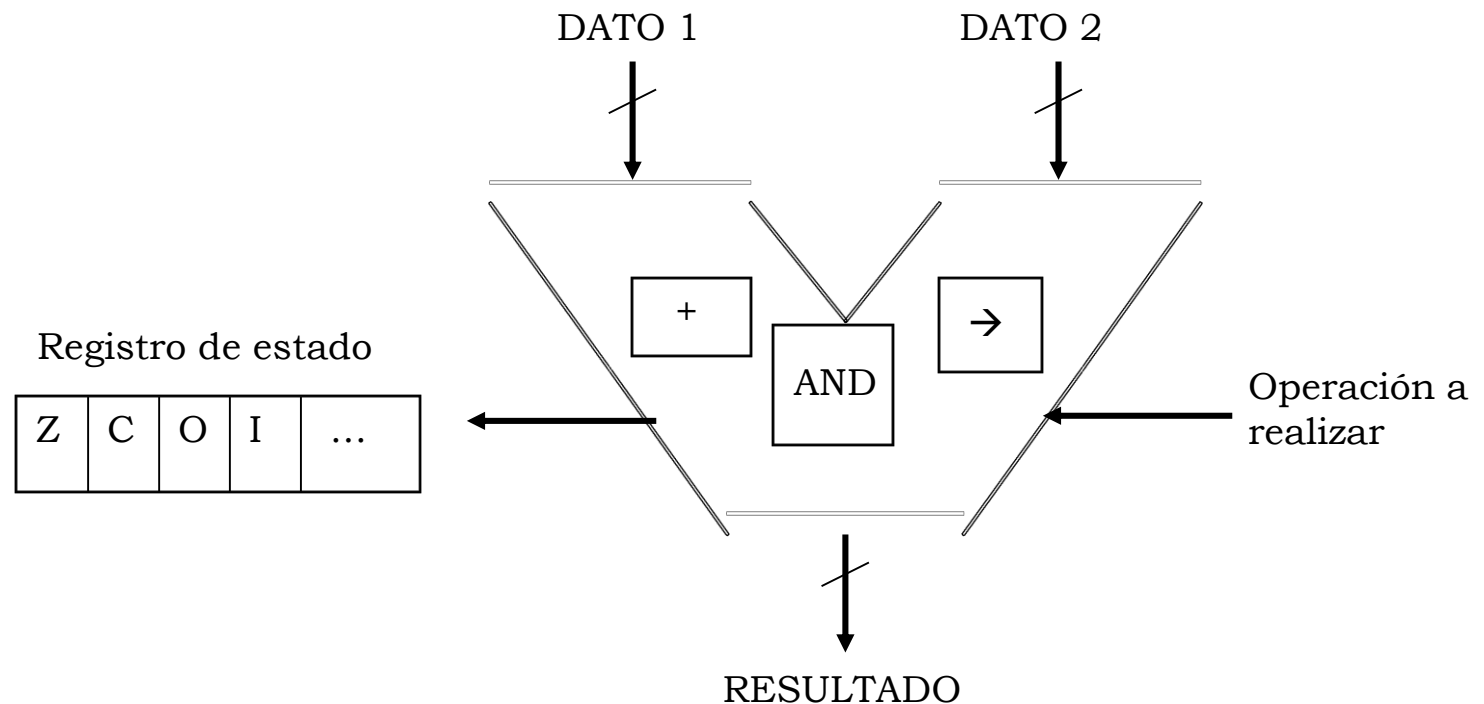 DATO 1
DATO 2
+
→
AND
Registro de estado
Z C O I ...
Operación a
realizar
RESULTADO